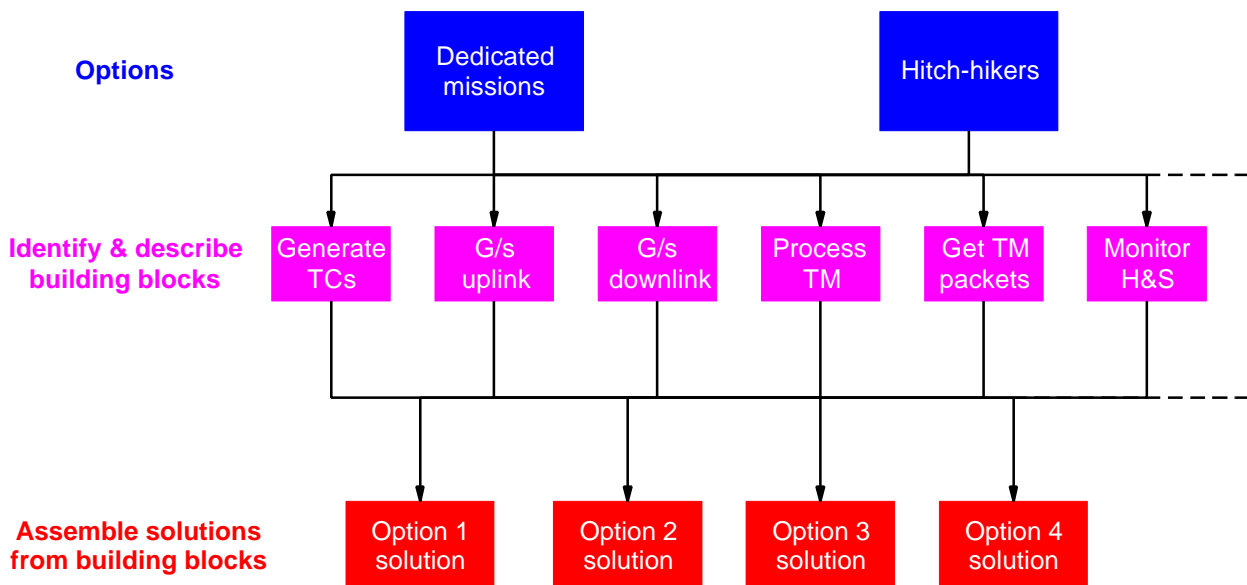 Options
Dedicated
missions
Hitch-hikers
Identify & describe
building blocks
Generate
TCs
G/s
uplink
G/s
downlink
Process
TM
Get TM
packets
Monitor
H&S
Assemble solutions
from building blocks
Option 1
solution
Option 2
solution
Option 3
solution
Option 4
solution